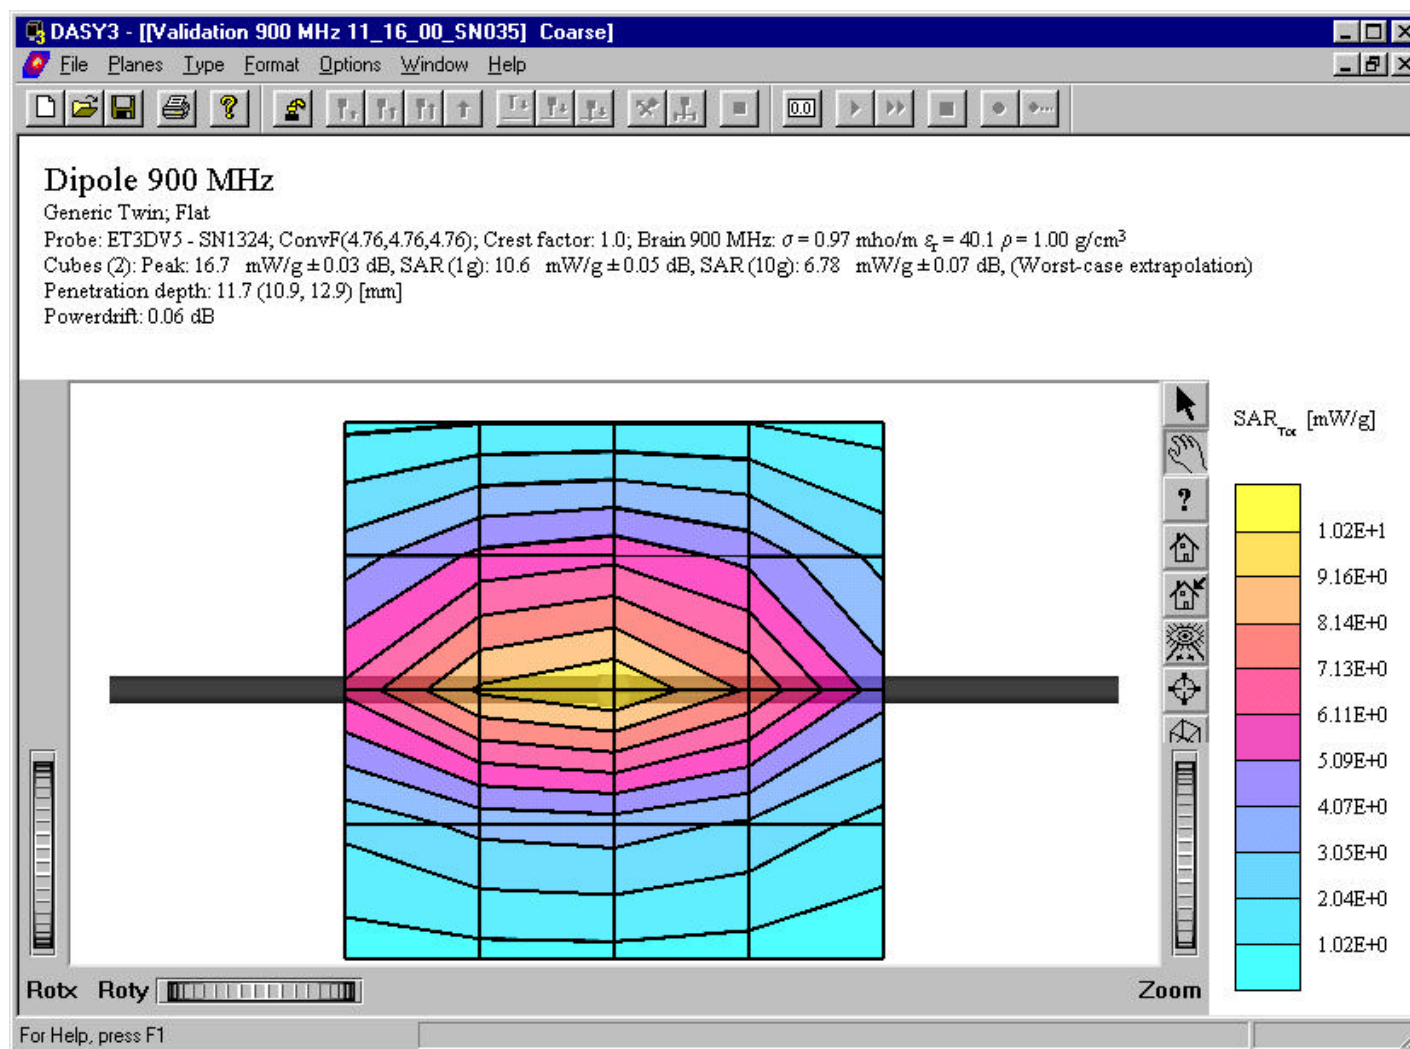 DASY3 - [[Validation 900 MHz 11_16_00_SN035] Coarse]
File Planes Type Format Options Window Help
0.0
Dipole 900 MHz
Generic Twin; Flat
Probe: ET3DV5 - SN1324; ConvF(4.76,4.76,4.76); Crest factor: 1.0; Brain 900 MHz: σ = 0.97 mho/m εr = 40.1 ρ = 1.00 g/cm³
Cubes (2): Peak: 16.7 mW/g ± 0.03 dB, SAR (1g): 10.6 mW/g ± 0.05 dB, SAR (10g): 6.78 mW/g ± 0.07 dB, (Worst-case extrapolation)
Penetration depth: 11.7 (10.9, 12.9) [mm]
Powerdrift: 0.06 dB
SAR Tot [mW/g]
1.02E+1
9.16E+0
8.14E+0
7.13E+0
6.11E+0
5.09E+0
4.07E+0
3.05E+0
2.04E+0
1.02E+0
Rotx Roty
Zoom
For Help, press F1